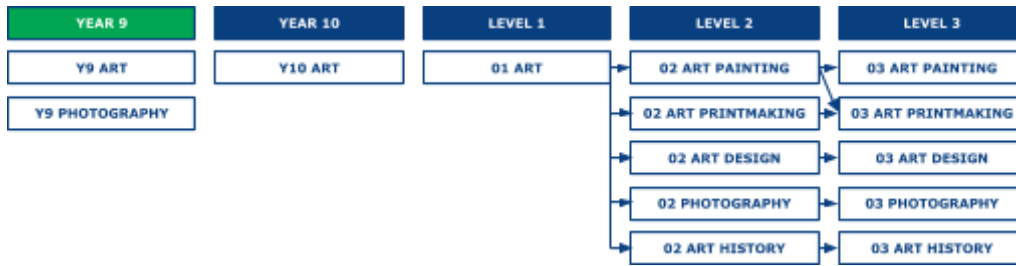 YEAR 9 YEAR 10 LEVEL 1 LEVEL 2 LEVEL 3
Y9 ART Y10 ART 01 ART 02 ART PAINTING 03 ART PAINTING
Y9 PHOTOGRAPHY 02 ART PRINTMAKING 03 ART PRINTMAKING
02 ART DESIGN 03 ART DESIGN
02 PHOTOGRAPHY 03 PHOTOGRAPHY
02 ART HISTORY 03 ART HISTORY